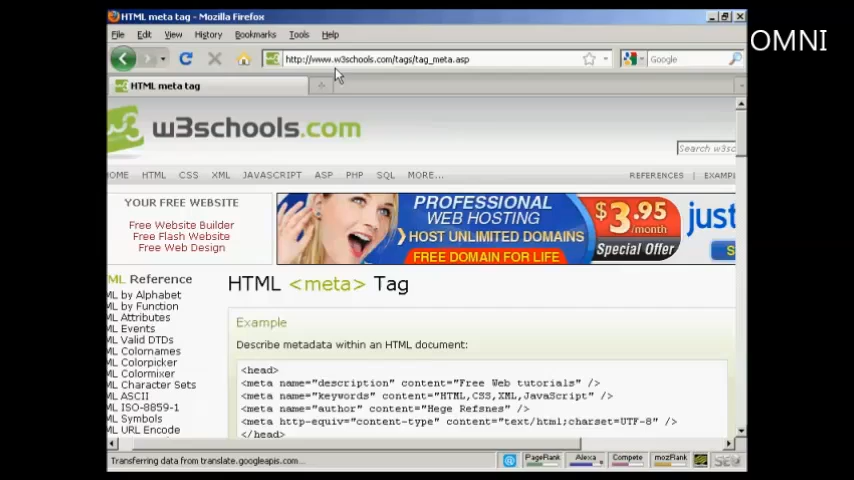 HTML meta tag - Mozilla Firefox
OMNI
File Edit View History Bookmarks Tools Help
http://www.w3schools.com/tags/tag_meta.asp
Google
HTML meta tag
w3schools.com
Search w3sc
OME HTML CSS XML JAVASCRIPT ASP PHP SQL MORE... REFERENCES | EXAMP
YOUR FREE WEBSITE
Free Website Builder
Free Flash Website
Free Web Design
PROFESSIONAL
WEB HOSTING
HOST UNLIMITED DOMAINS
FREE DOMAIN FOR LIFE
$3.95
/month
Special Offer
just
S
ML Reference
ML by Alphabet
ML by Function
ML Attributes
ML Events
ML Valid DTDs
ML Colornames
ML Colorpicker
ML Colormixer
ML Character Sets
ML ASCII
ML ISO-8859-1
ML Symbols
ML URL Encode
HTML <meta> Tag
Example
Describe metadata within an HTML document:
<head>
<meta name="description" content="Free Web tutorials" />
<meta name="keywords" content="HTML,CSS,XML,JavaScript" />
<meta name="author" content="Hege Refsnes" />
<meta http-equiv="content-type" content="text/html;charset=UTF-8" />
</head>
Transferring data from translate.googleapis.com...
PageRank Alexa Compete mozRank